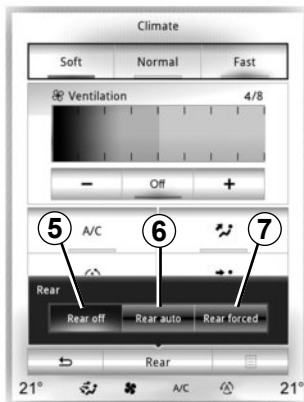 Climate
Soft Normal Fast
Ventilation 4/8
− Off +
5 A/C 6 7
Rear
Rear off Rear auto Rear forced
Rear
21° A/C A 21°